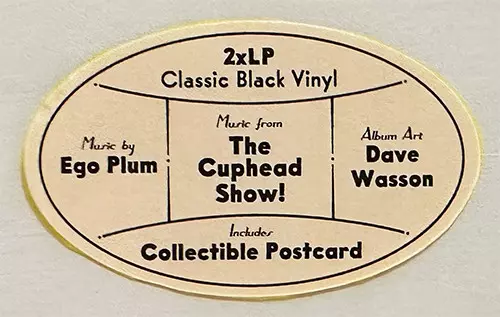 2xLP
Classic Black Vinyl
Music by
Ego Plum
Music from
The
Cuphead
Show!
Album Art
Dave
Wasson
Includes
Collectible Postcard